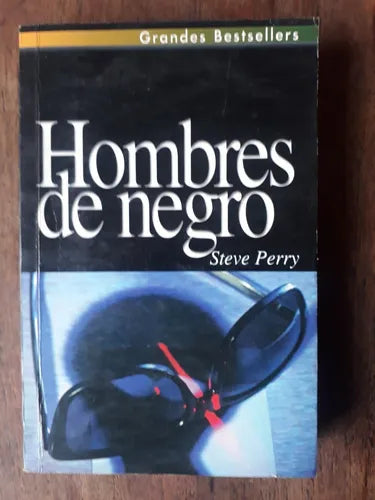 Grandes Bestsellers
Hombres
de negro
Steve Perry